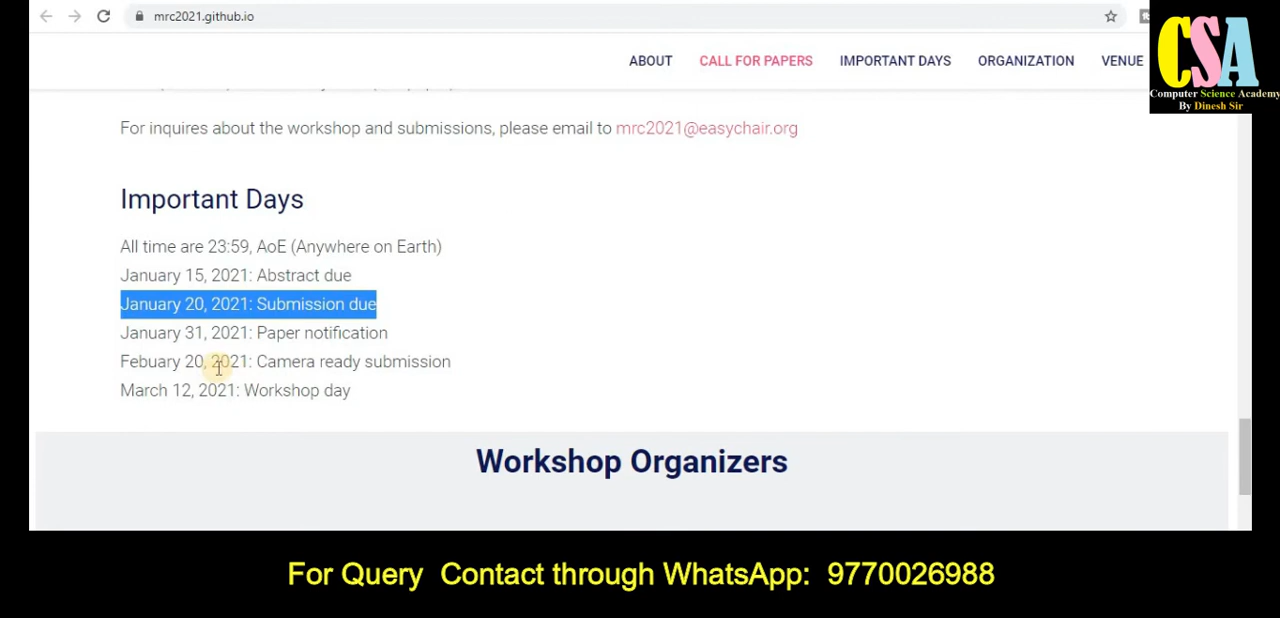 mrc2021.github.io
ABOUT CALL FOR PAPERS IMPORTANT DAYS ORGANIZATION VENUE
CSA
Computer Science Academy
By Dinesh Sir
For inquires about the workshop and submissions, please email to mrc2021@easychair.org
Important Days
All time are 23:59, AoE (Anywhere on Earth)
January 15, 2021: Abstract due
January 20, 2021: Submission due
January 31, 2021: Paper notification
Febuary 20, 2021: Camera ready submission
March 12, 2021: Workshop day
Workshop Organizers
For Query Contact through WhatsApp: 9770026988